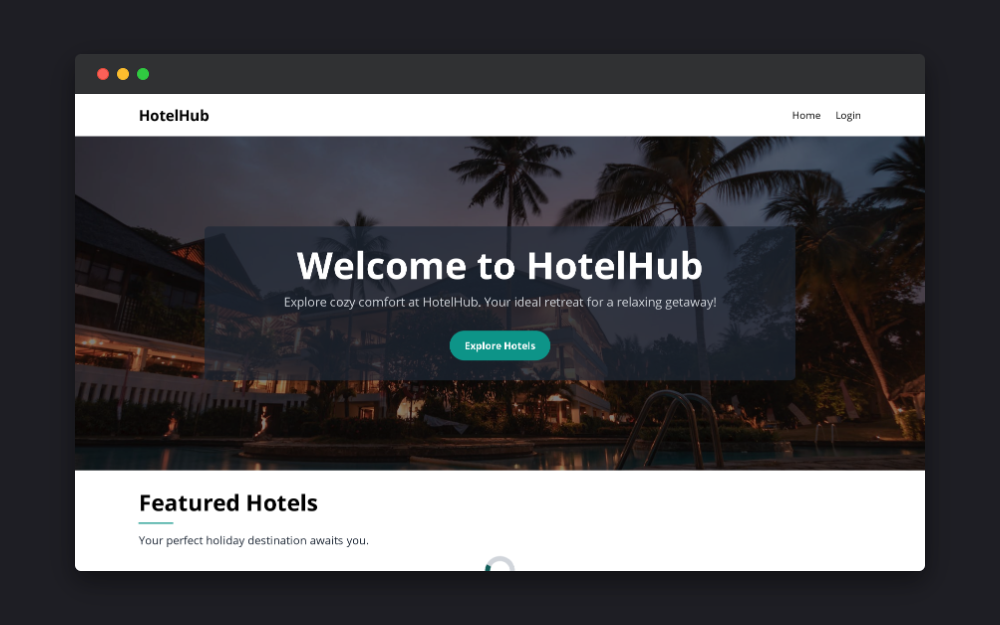 HotelHub
Home Login
Welcome to HotelHub
Explore cozy comfort at HotelHub. Your ideal retreat for a relaxing getaway!
Explore Hotels
Featured Hotels
Your perfect holiday destination awaits you.